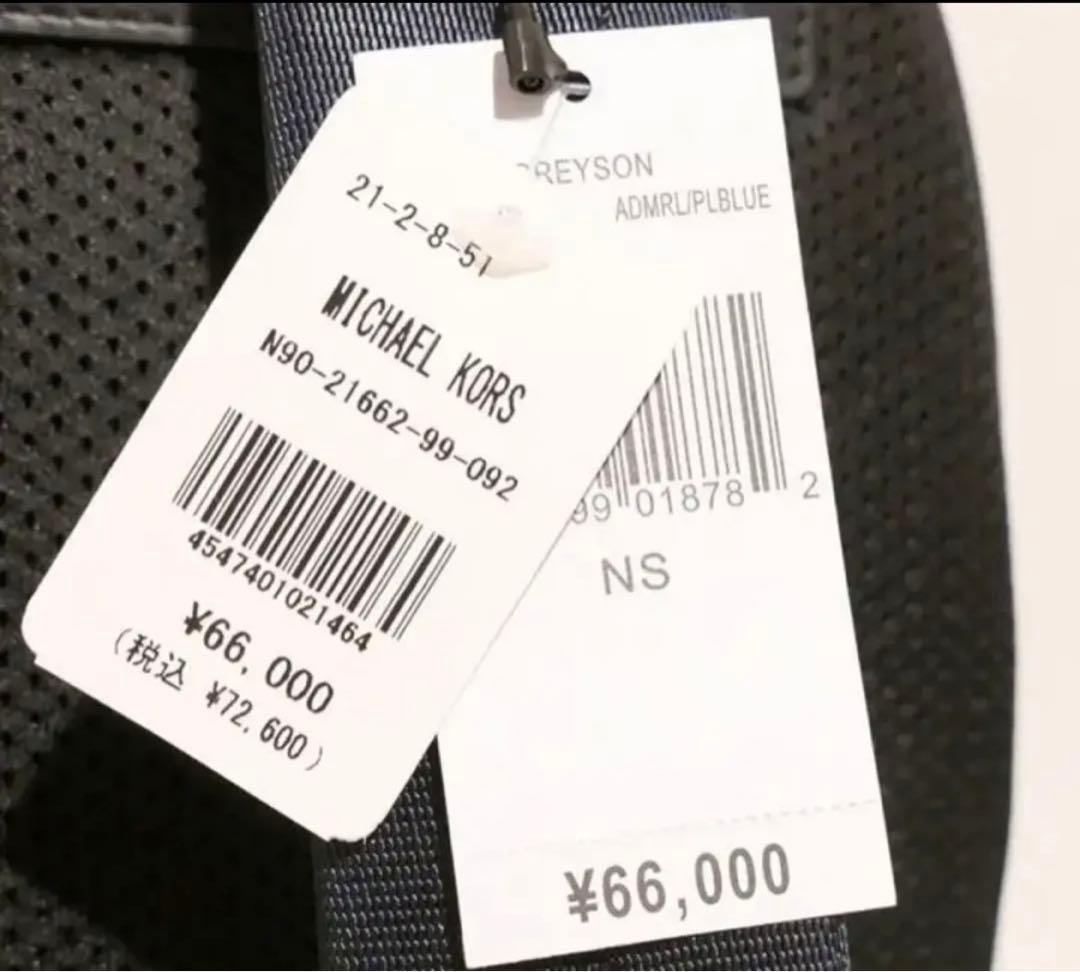 21-2-8-51
MICHAEL KORS
N90-21662-99-092
4547401021464
¥66,000
(税込 ¥72,600)
REYSON
ADMRL/PLBLUE
99 01878 2
NS
¥66,000